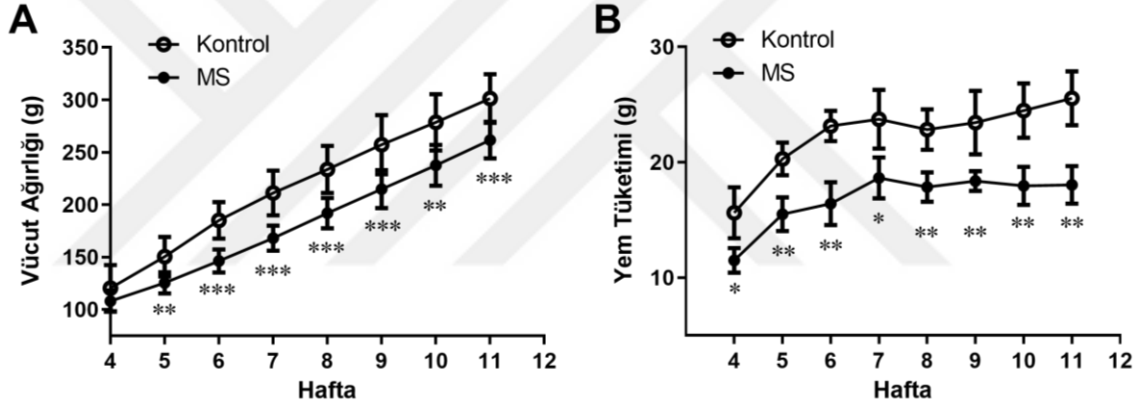 A
Kontrol
MS
Vücut Ağırlığı (g)
350
300
250
200
150
100
**
***
***
***
***
**
***
4 5 6 7 8 9 10 11 12
Hafta
B
Kontrol
MS
Yem Tüketimi (g)
30
20
10
*
**
**
*
**
**
**
**
4 5 6 7 8 9 10 11 12
Hafta